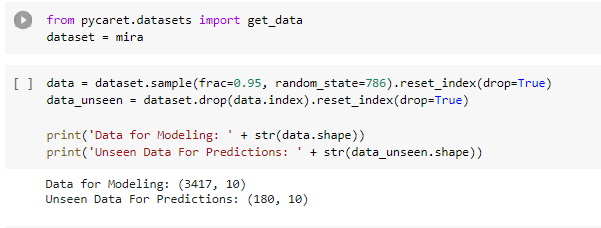 from pycaret.datasets import get_data
dataset = mira
[ ] data = dataset.sample(frac=0.95, random_state=786).reset_index(drop=True)
data_unseen = dataset.drop(data.index).reset_index(drop=True)
print('Data for Modeling: ' + str(data.shape))
print('Unseen Data For Predictions: ' + str(data_unseen.shape))
Data for Modeling: (3417, 10)
Unseen Data For Predictions: (180, 10)